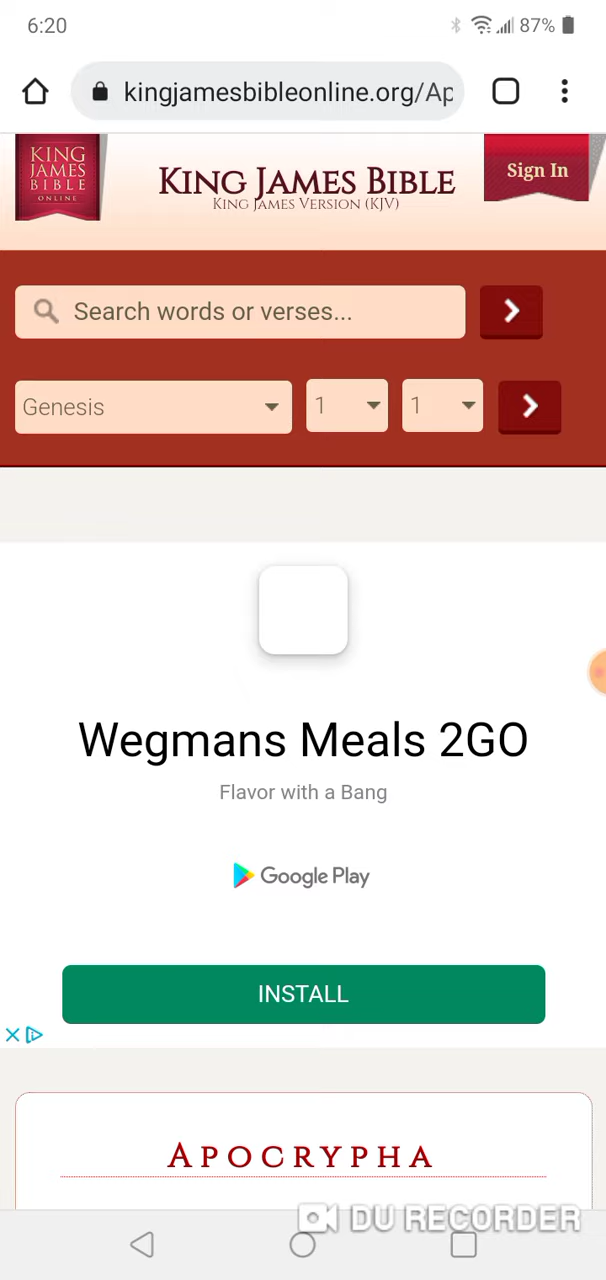 6:20
87%
kingjamesbibleonline.org/Ap
KING
JAMES
BIBLE
ONLINE
KING JAMES BIBLE
KING JAMES VERSION (KJV)
Sign In
Search words or verses...
Genesis
1
1
Wegmans Meals 2GO
Flavor with a Bang
Google Play
INSTALL
APOCRYPHA
DU RECORDER